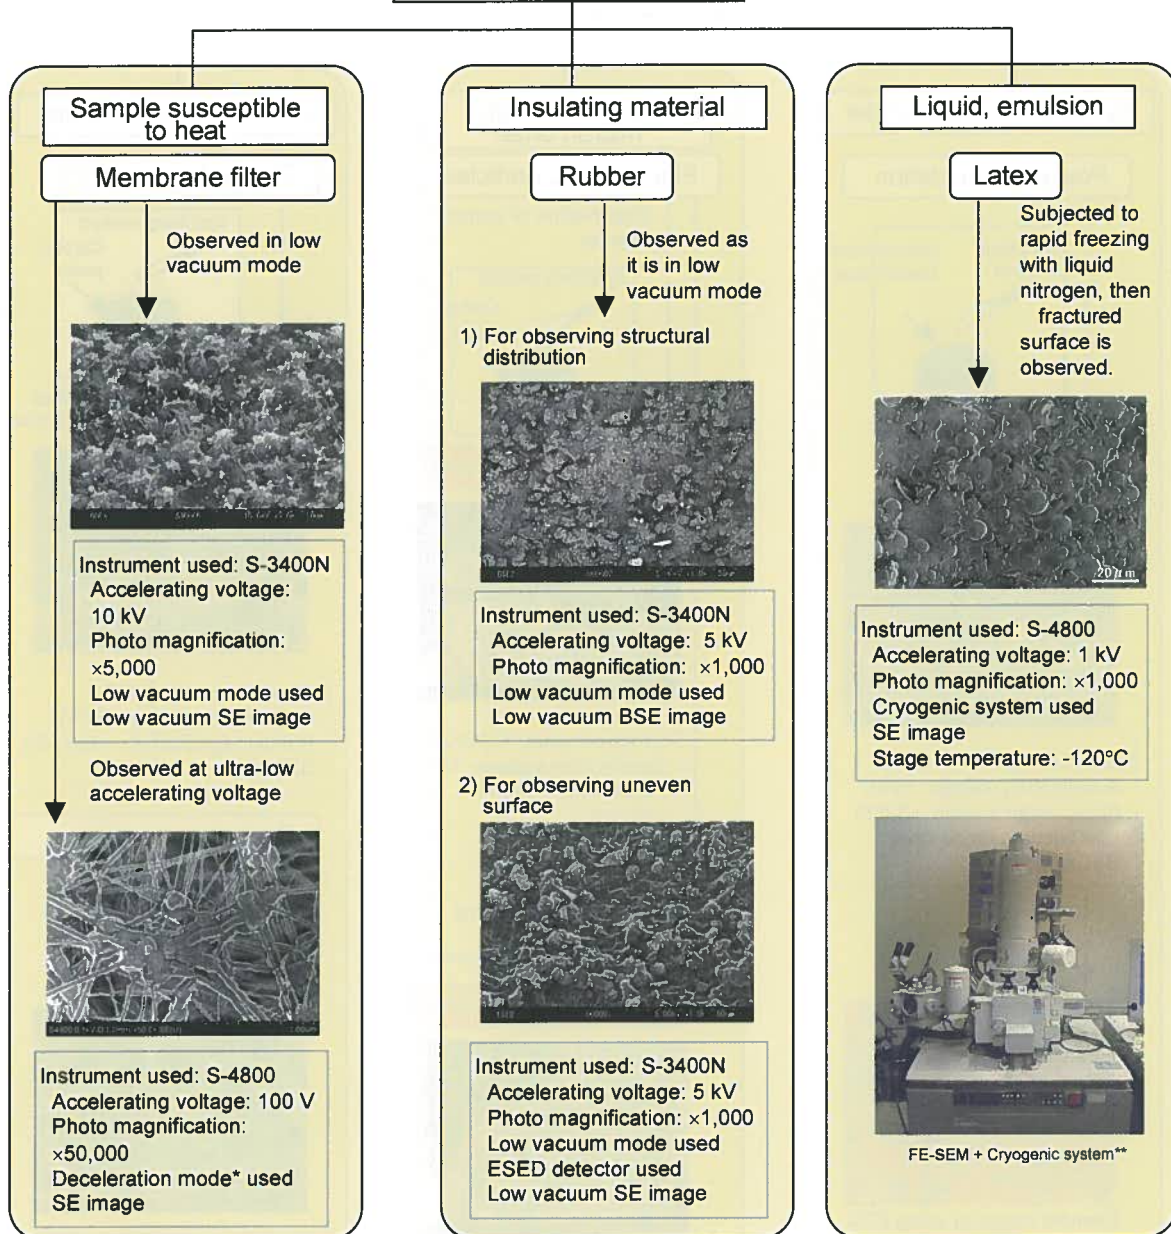 Sample susceptible
to heat
Membrane filter
Observed in low
vacuum mode
Instrument used: S-3400N
Accelerating voltage:
10 kV
Photo magnification:
×5,000
Low vacuum mode used
Low vacuum SE image
Observed at ultra-low
accelerating voltage
Instrument used: S-4800
Accelerating voltage: 100 V
Photo magnification:
×50,000
Deceleration mode* used
SE image
Insulating material
Rubber
Observed as
it is in low
vacuum mode
1) For observing structural
distribution
Instrument used: S-3400N
Accelerating voltage: 5 kV
Photo magnification: ×1,000
Low vacuum mode used
Low vacuum BSE image
2) For observing uneven
surface
Instrument used: S-3400N
Accelerating voltage: 5 kV
Photo magnification: ×1,000
Low vacuum mode used
ESED detector used
Low vacuum SE image
Liquid, emulsion
Latex
Subjected to
rapid freezing
with liquid
nitrogen, then
fractured
surface is
observed.
20 μm
Instrument used: S-4800
Accelerating voltage: 1 kV
Photo magnification: ×1,000
Cryogenic system used
SE image
Stage temperature: -120°C
FE-SEM + Cryogenic system**